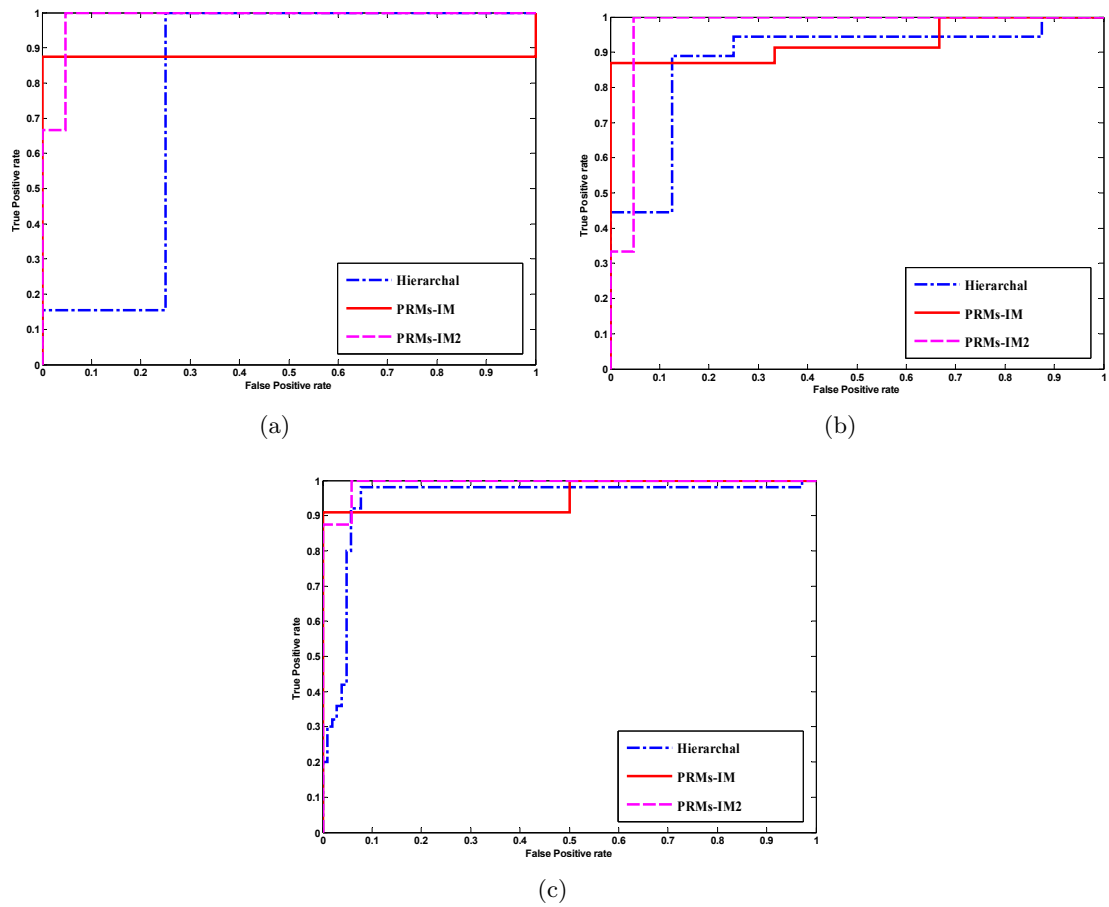 1
0.9
0.8
0.7
0.6
0.5
0.4
0.3
0.2
0.1
0
True Positive rate
0 0.1 0.2 0.3 0.4 0.5 0.6 0.7 0.8 0.9 1
False Positive rate
Hierarchal
PRMs-IM
PRMs-IM2
(a)
1
0.9
0.8
0.7
0.6
0.5
0.4
0.3
0.2
0.1
0
True Positive rate
0 0.1 0.2 0.3 0.4 0.5 0.6 0.7 0.8 0.9 1
False Positive rate
Hierarchal
PRMs-IM
PRMs-IM2
(b)
1
0.9
0.8
0.7
0.6
0.5
0.4
0.3
0.2
0.1
0
True Positive rate
0 0.1 0.2 0.3 0.4 0.5 0.6 0.7 0.8 0.9 1
False Positive rate
Hierarchal
PRMs-IM
PRMs-IM2
(c)